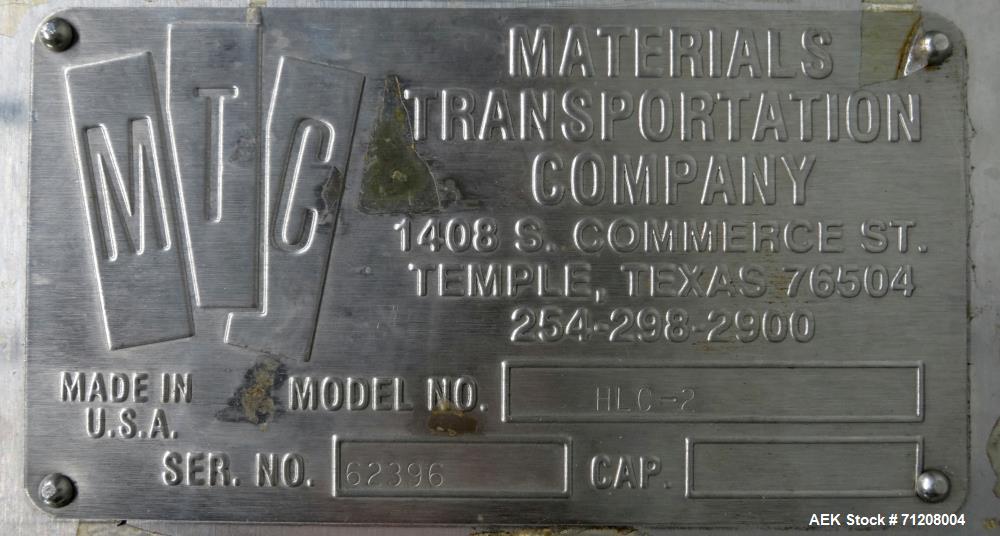 MTC
MATERIALS
TRANSPORTATION
COMPANY
1408 S. COMMERCE ST.
TEMPLE, TEXAS 76504
254-298-2900
MADE IN
U.S.A.
MODEL NO. HLC-2
SER. NO. 62396 CAP.
AEK Stock # 71208004